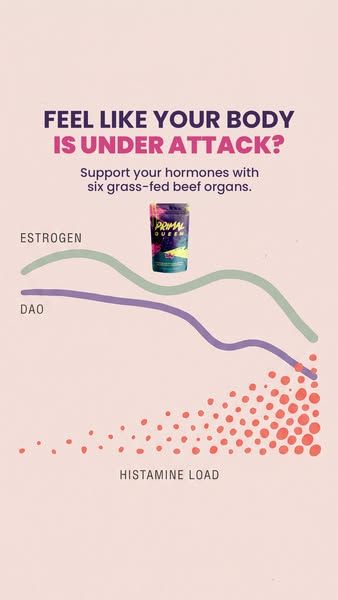 FEEL LIKE YOUR BODY
IS UNDER ATTACK?
Support your hormones with
six grass-fed beef organs.
PRIMAL
QUEEN
ESTROGEN
DAO
HISTAMINE LOAD